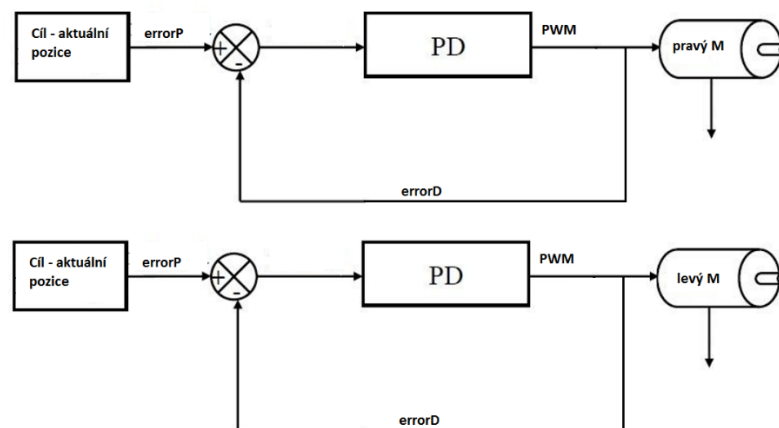 Cíl - aktuální
pozice
errorP
+
-
PD
PWM
pravý M
errorD
Cíl - aktuální
pozice
errorP
+
-
PD
PWM
levý M
errorD